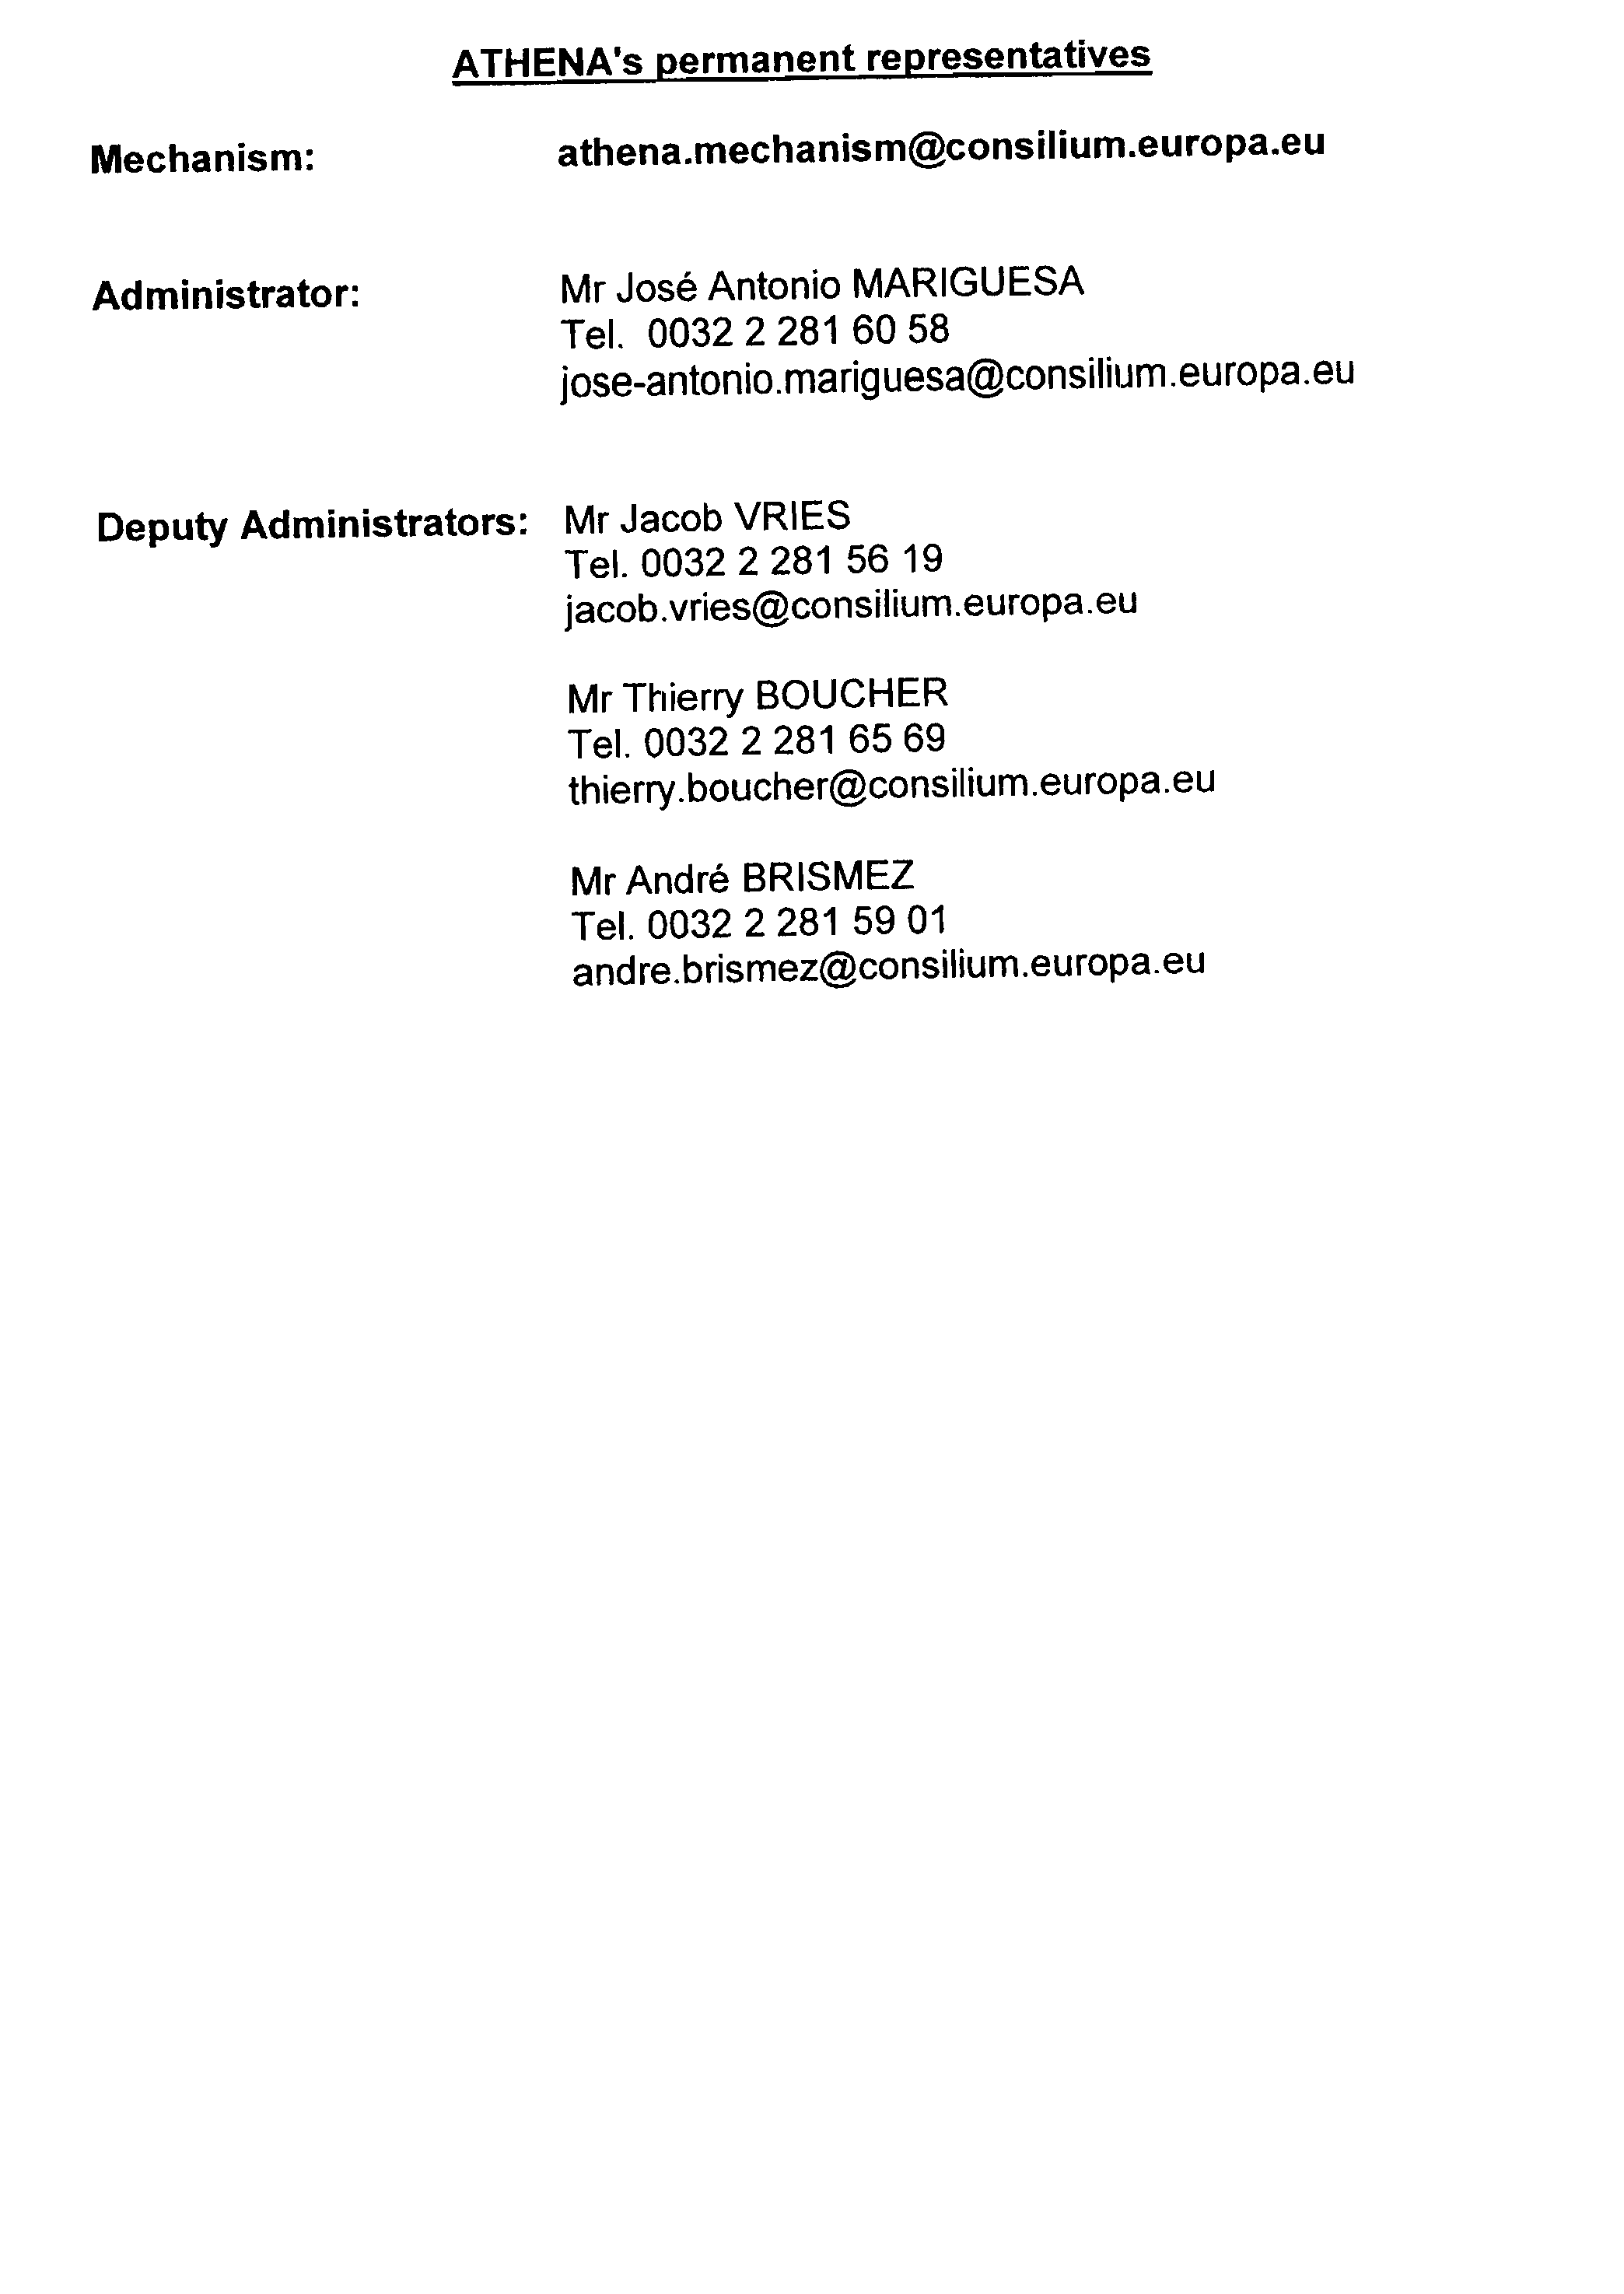 ATHENA's permanent representatives
Mechanism: athena.mechanism@consilium.europa.eu
Administrator: Mr José Antonio MARIGUESA
Tel. 0032 2 281 60 58
jose-antonio.mariguesa@consilium.europa.eu
Deputy Administrators: Mr Jacob VRIES
Tel. 0032 2 281 56 19
jacob.vries@consilium.europa.eu
Mr Thierry BOUCHER
Tel. 0032 2 281 65 69
thierry.boucher@consilium.europa.eu
Mr André BRISMEZ
Tel. 0032 2 281 59 01
andre.brismez@consilium.europa.eu